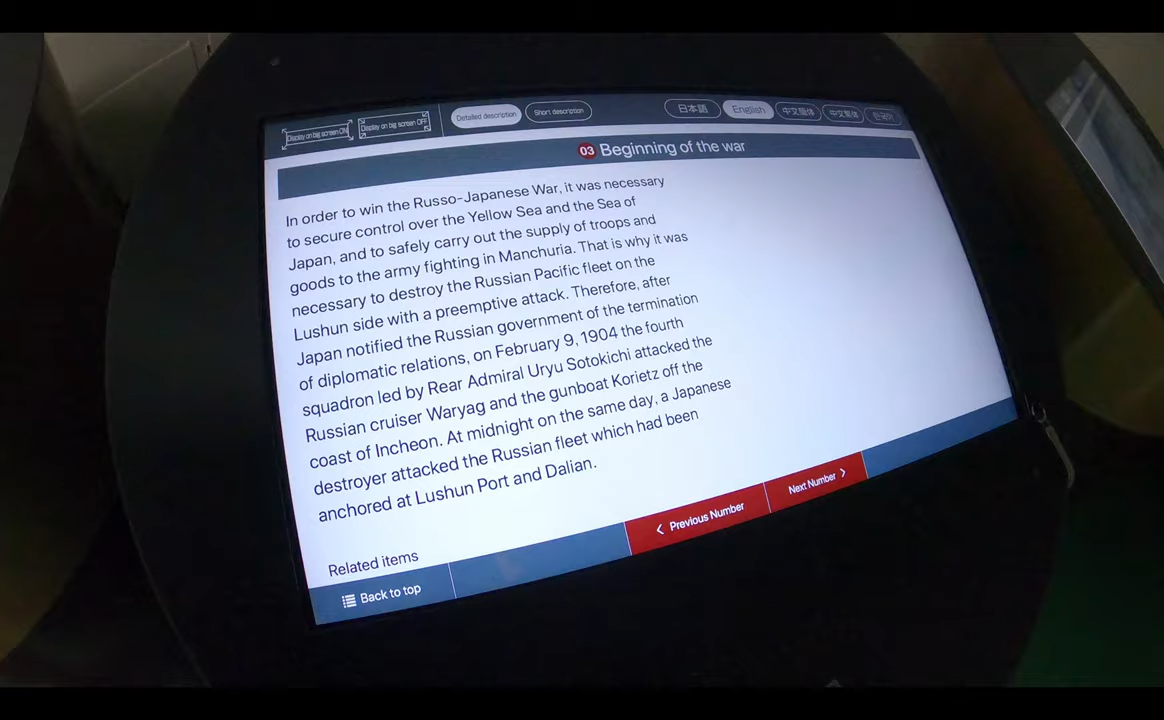 Display on big screen ON
Display on big screen OFF
Detailed description
Short description
日本語
English
中文簡体
中文繁体
한국어
03 Beginning of the war
In order to win the Russo-Japanese War, it was necessary
to secure control over the Yellow Sea and the Sea of
Japan, and to safely carry out the supply of troops and
goods to the army fighting in Manchuria. That is why it was
necessary to destroy the Russian Pacific fleet on the
Lushun side with a preemptive attack. Therefore, after
Japan notified the Russian government of the termination
of diplomatic relations, on February 9, 1904 the fourth
squadron led by Rear Admiral Uryu Sotokichi attacked the
Russian cruiser Waryag and the gunboat Korietz off the
coast of Incheon. At midnight on the same day, a Japanese
destroyer attacked the Russian fleet which had been
anchored at Lushun Port and Dalian.
Related items
Back to top
< Previous Number
Next Number >